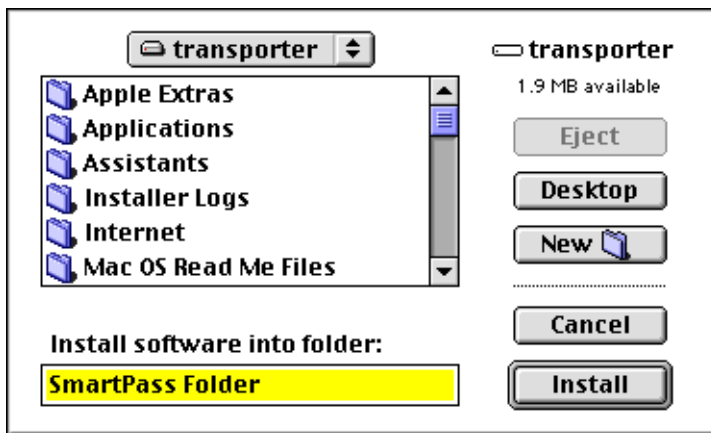 transporter
Apple Extras
Applications
Assistants
Installer Logs
Internet
Mac OS Read Me Files
Install software into folder:
SmartPass Folder
transporter
1.9 MB available
Eject
Desktop
New
Cancel
Install